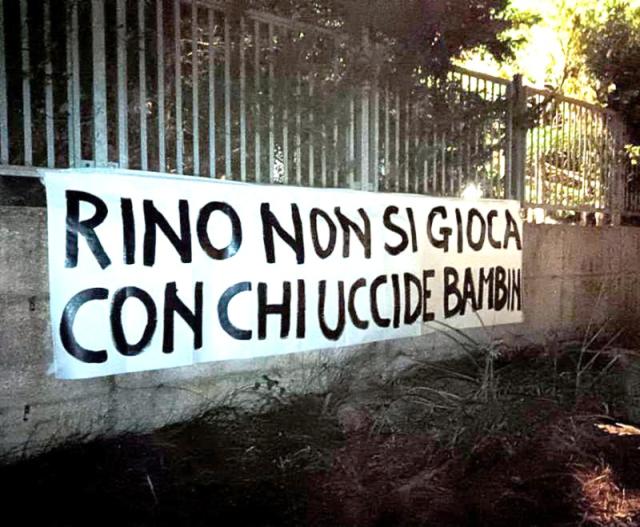 RINO NON SI GIOCA
CON CHI UCCIDE BAMBIN